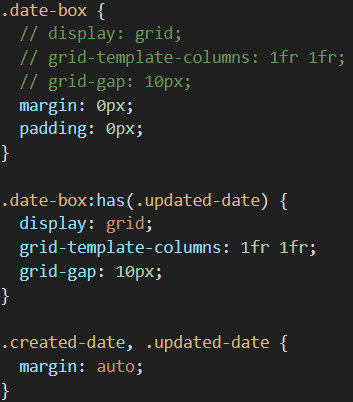 .date-box {
  // display: grid;
  // grid-template-columns: 1fr 1fr;
  // grid-gap: 10px;
  margin: 0px;
  padding: 0px;
}

.date-box:has(.updated-date) {
  display: grid;
  grid-template-columns: 1fr 1fr;
  grid-gap: 10px;
}

.created-date, .updated-date {
  margin: auto;
}